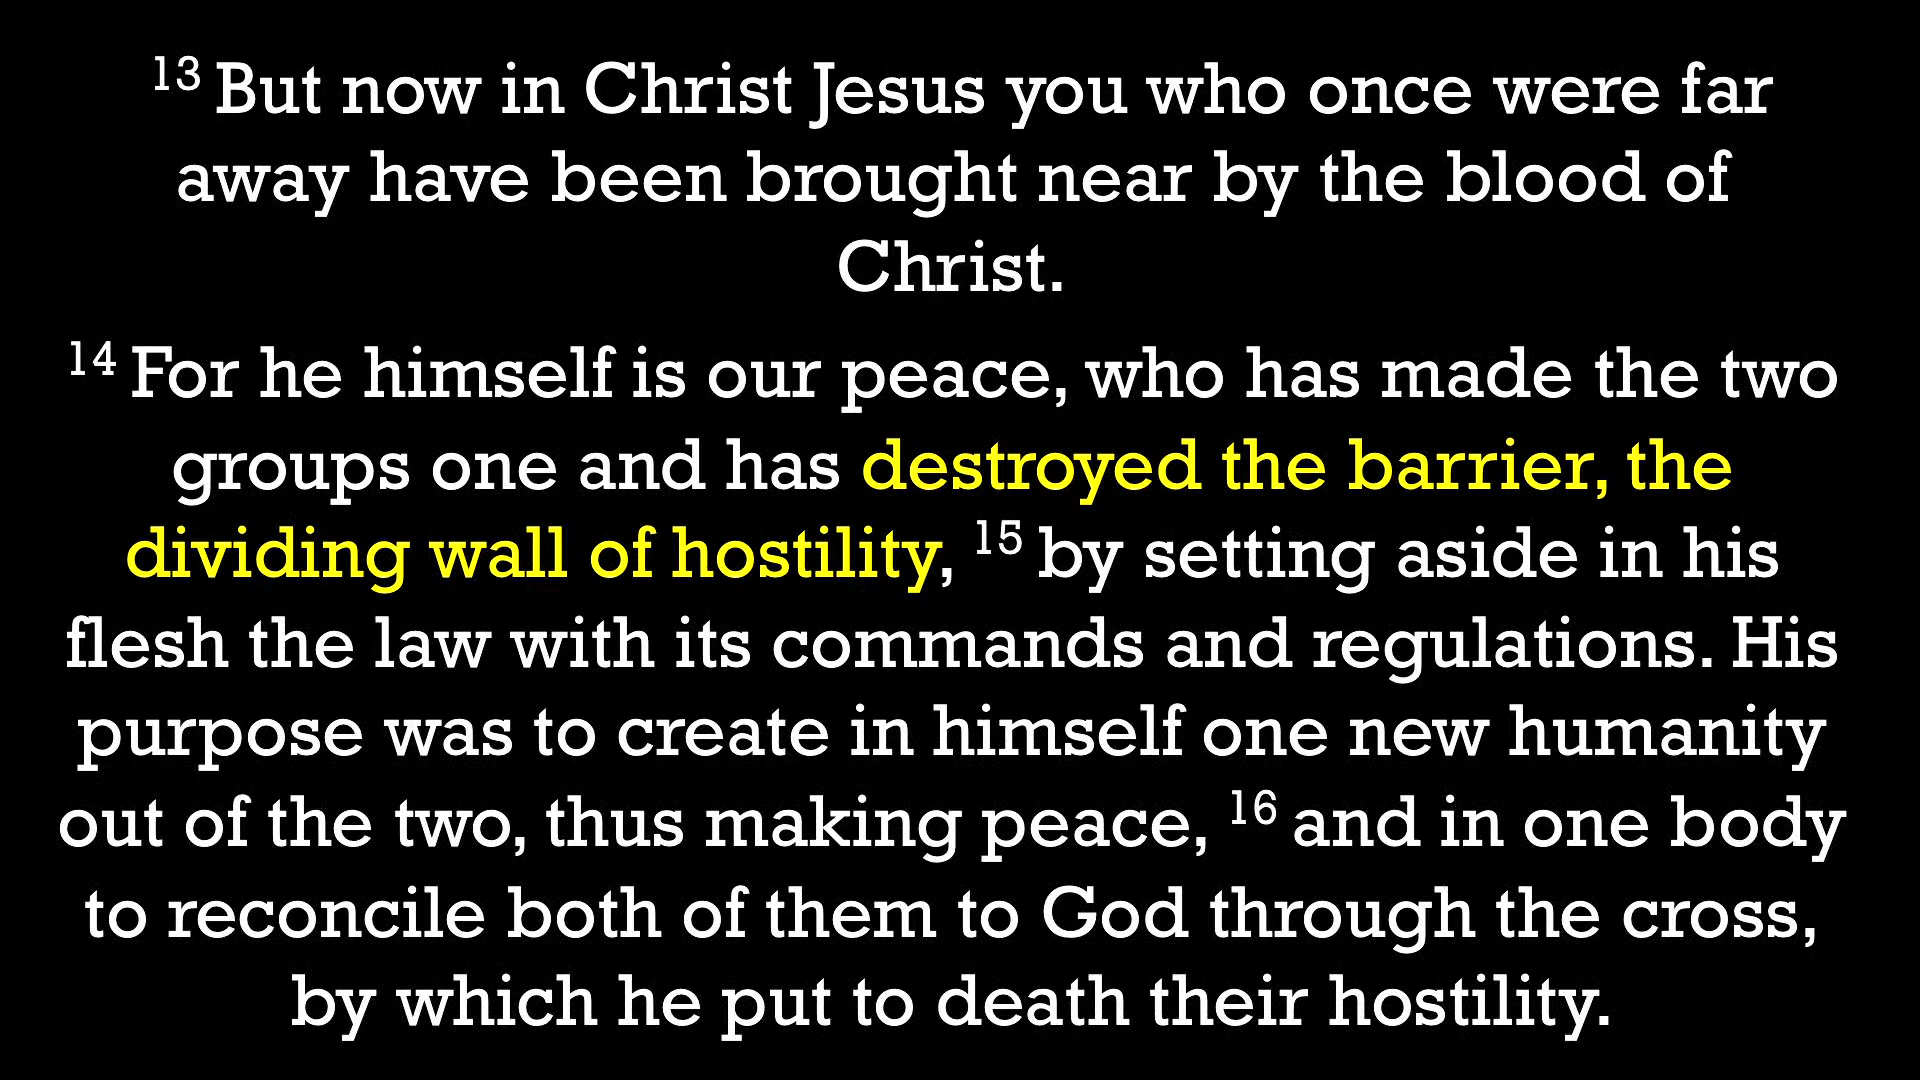 13 But now in Christ Jesus you who once were far
away have been brought near by the blood of
Christ.
14 For he himself is our peace, who has made the two
groups one and has destroyed the barrier, the
dividing wall of hostility, 15 by setting aside in his
flesh the law with its commands and regulations. His
purpose was to create in himself one new humanity
out of the two, thus making peace, 16 and in one body
to reconcile both of them to God through the cross,
by which he put to death their hostility.